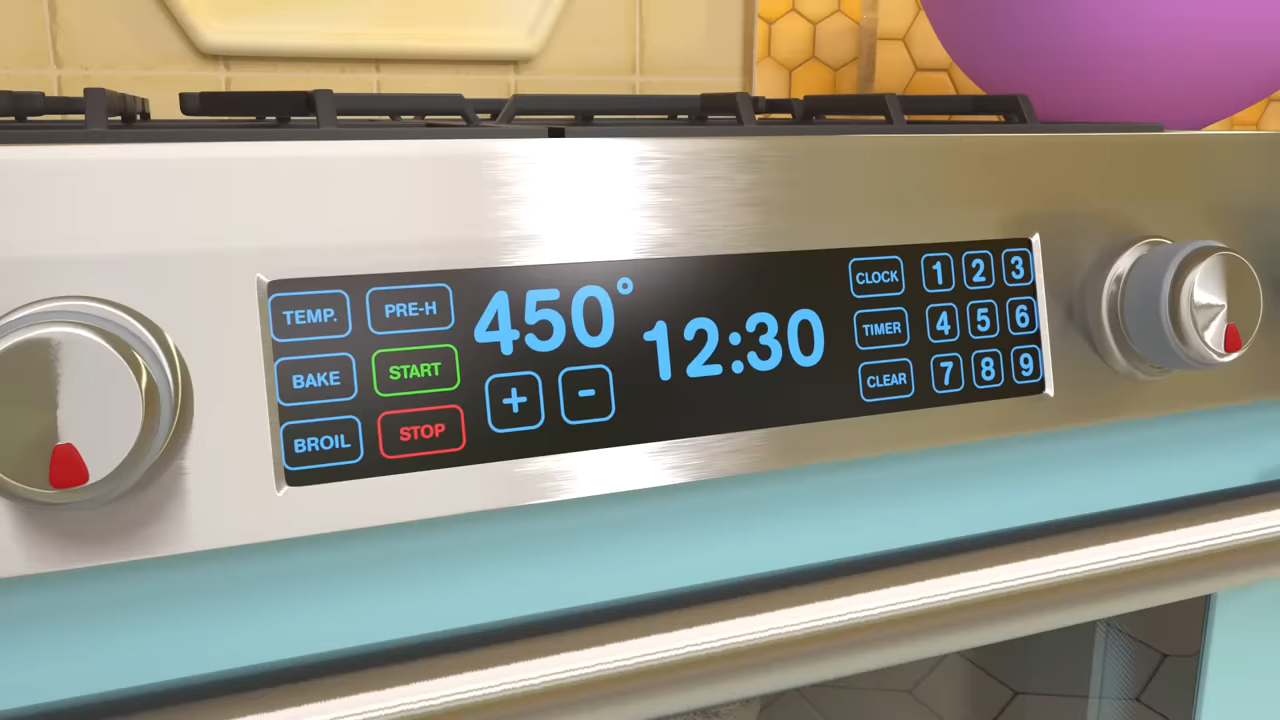 TEMP. PRE-H
BAKE START
BROIL STOP
450°
+ -
12:30
CLOCK 1 2 3
TIMER 4 5 6
CLEAR 7 8 9